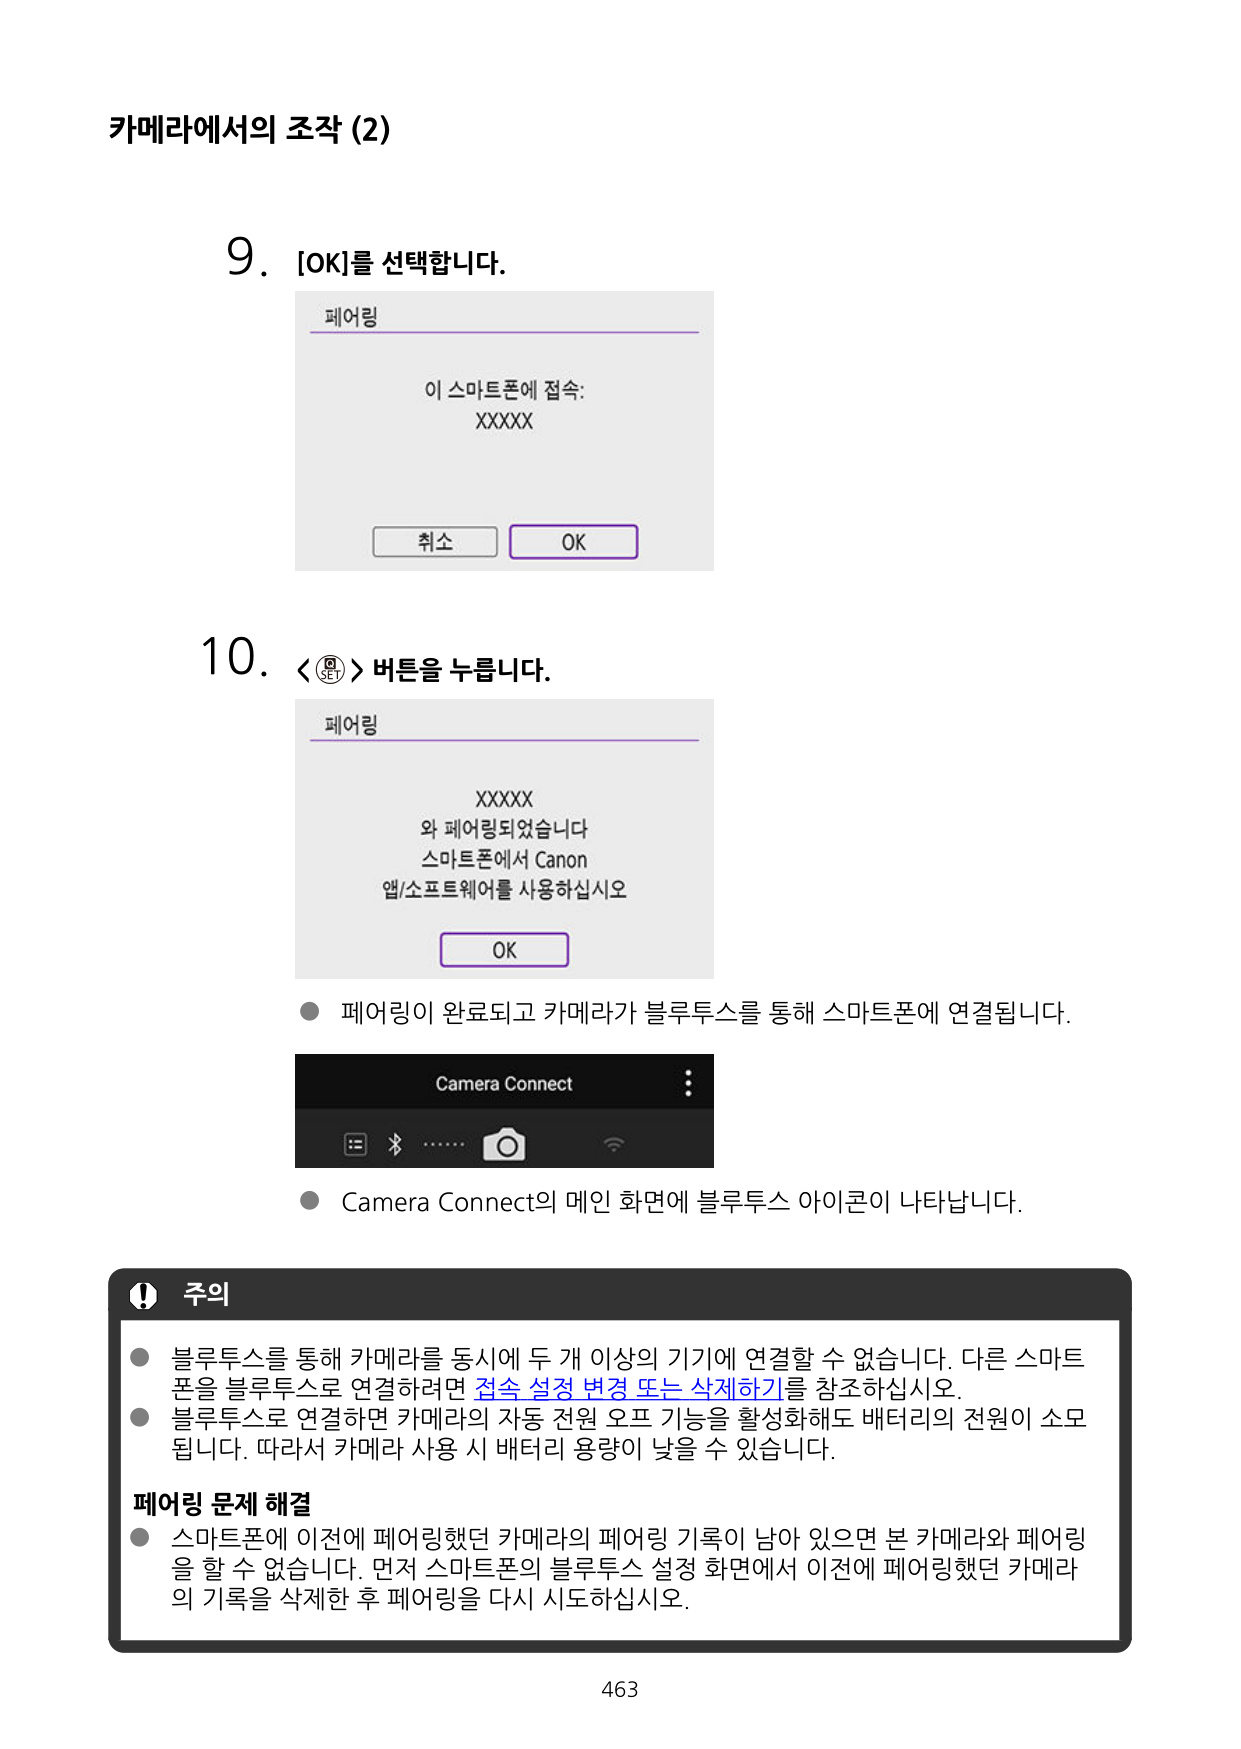 카메라에서의 조작 (2)
9. [OK]를 선택합니다.
페어링
이 스마트폰에 접속:
XXXXX
취소 OK
10. <Q SET> 버튼을 누릅니다.
페어링
XXXXX
와 페어링되었습니다
스마트폰에서 Canon
앱/소프트웨어를 사용하십시오
OK
● 페어링이 완료되고 카메라가 블루투스를 통해 스마트폰에 연결됩니다.
Camera Connect
● Camera Connect의 메인 화면에 블루투스 아이콘이 나타납니다.
주의
● 블루투스를 통해 카메라를 동시에 두 개 이상의 기기에 연결할 수 없습니다. 다른 스마트
폰을 블루투스로 연결하려면 접속 설정 변경 또는 삭제하기를 참조하십시오.
● 블루투스로 연결하면 카메라의 자동 전원 오프 기능을 활성화해도 배터리의 전원이 소모
됩니다. 따라서 카메라 사용 시 배터리 용량이 낮을 수 있습니다.
페어링 문제 해결
● 스마트폰에 이전에 페어링했던 카메라의 페어링 기록이 남아 있으면 본 카메라와 페어링
을 할 수 없습니다. 먼저 스마트폰의 블루투스 설정 화면에서 이전에 페어링했던 카메라
의 기록을 삭제한 후 페어링을 다시 시도하십시오.
463